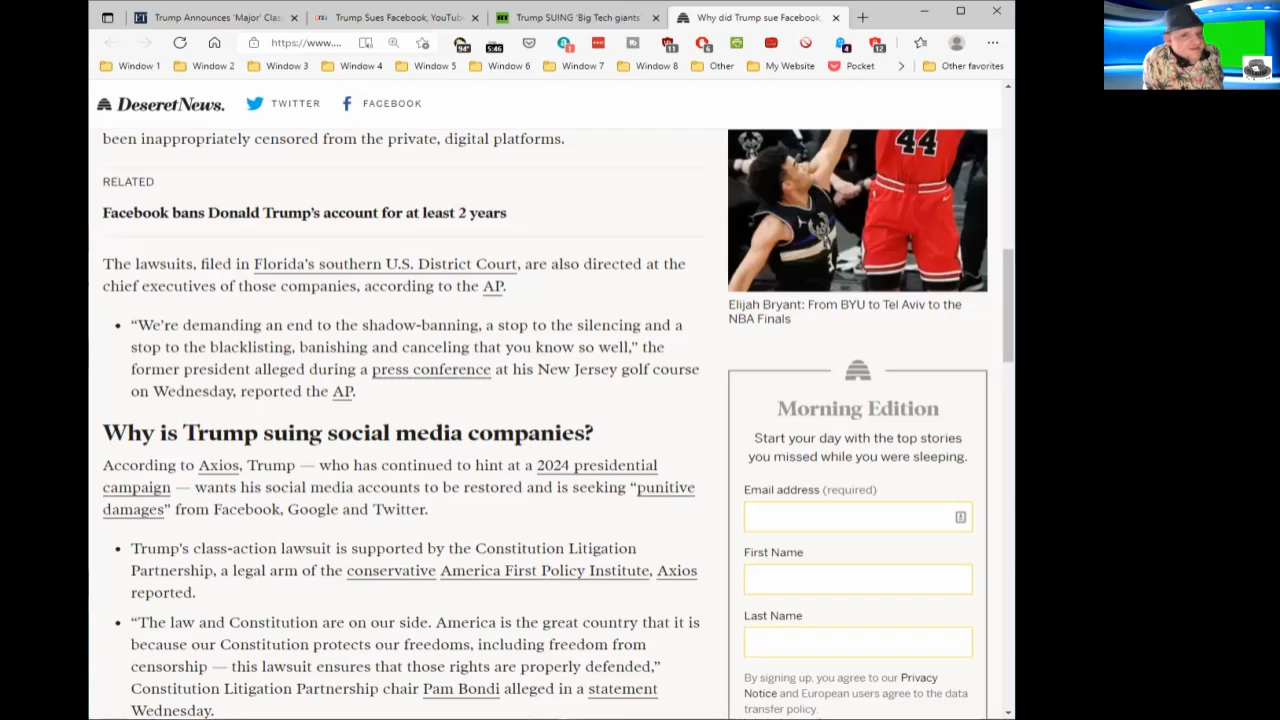 Trump Announces 'Major' Clas
Trump Sues Facebook, YouTub
Trump SUING 'Big Tech giants
Why did Trump sue Facebook,
https://www....
94°
5:46
1
11
6
4
12
Window 1
Window 2
Window 3
Window 4
Window 5
Window 6
Window 7
Window 8
Other
My Website
Pocket
Other favorites
Deseret News.
TWITTER
FACEBOOK
been inappropriately censored from the private, digital platforms.
RELATED
Facebook bans Donald Trump's account for at least 2 years
The lawsuits, filed in Florida's southern U.S. District Court, are also directed at the
chief executives of those companies, according to the AP.
• “We're demanding an end to the shadow-banning, a stop to the silencing and a
stop to the blacklisting, banishing and canceling that you know so well,” the
former president alleged during a press conference at his New Jersey golf course
on Wednesday, reported the AP.
Why is Trump suing social media companies?
According to Axios, Trump — who has continued to hint at a 2024 presidential
campaign — wants his social media accounts to be restored and is seeking “punitive
damages” from Facebook, Google and Twitter.
• Trump's class-action lawsuit is supported by the Constitution Litigation
Partnership, a legal arm of the conservative America First Policy Institute, Axios
reported.
• “The law and Constitution are on our side. America is the great country that it is
because our Constitution protects our freedoms, including freedom from
censorship — this lawsuit ensures that those rights are properly defended,”
Constitution Litigation Partnership chair Pam Bondi alleged in a statement
Wednesday.
44
Elijah Bryant: From BYU to Tel Aviv to the
NBA Finals
Morning Edition
Start your day with the top stories
you missed while you were sleeping.
Email address (required)
First Name
Last Name
By signing up, you agree to our Privacy
Notice and European users agree to the data
transfer policy.